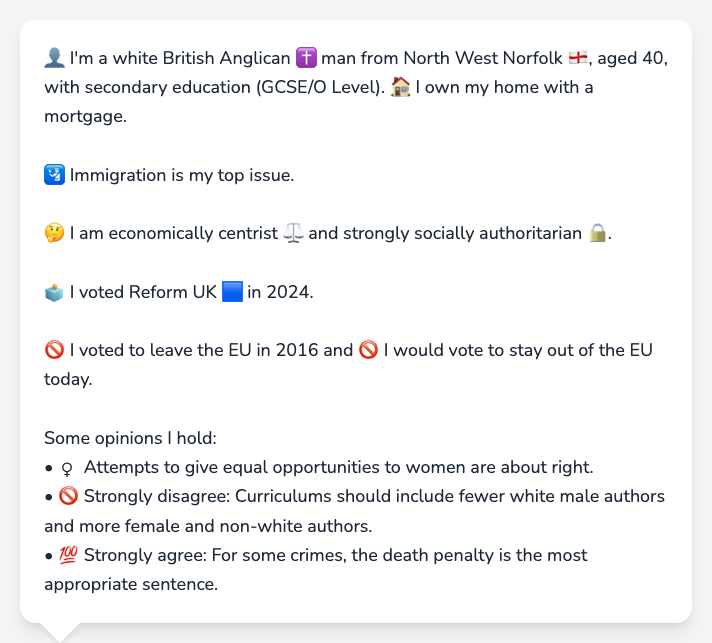 👤 I'm a white British Anglican ✝️ man from North West Norfolk 🏴󠁧󠁢󠁥󠁮󠁧󠁿, aged 40,
with secondary education (GCSE/O Level). 🏠 I own my home with a
mortgage.
🛂 Immigration is my top issue.
🤔 I am economically centrist ⚖️ and strongly socially authoritarian 🔒.
🗳️ I voted Reform UK 🟦 in 2024.
🚫 I voted to leave the EU in 2016 and 🚫 I would vote to stay out of the EU
today.
Some opinions I hold:
• ♀ Attempts to give equal opportunities to women are about right.
• 🚫 Strongly disagree: Curriculums should include fewer white male authors
and more female and non-white authors.
• 💯 Strongly agree: For some crimes, the death penalty is the most
appropriate sentence.